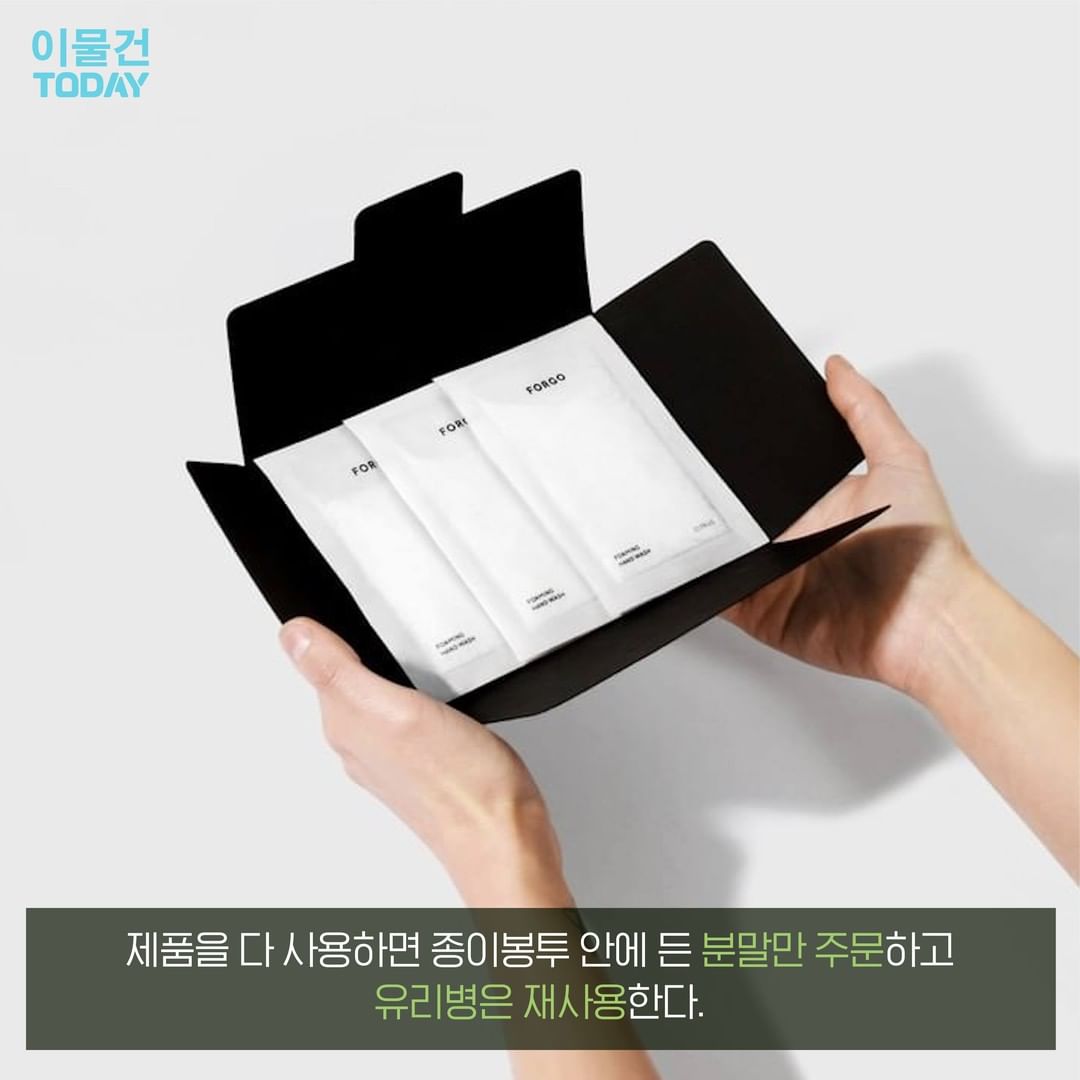 이물건
TODAY
FORGO
FORG
FOR
CITRUS
FOAMING
HAND WASH
FOAMING
HAND WASH
FOAMING
HAND WASH
제품을 다 사용하면 종이봉투 안에 든 분말만 주문하고
유리병은 재사용한다.